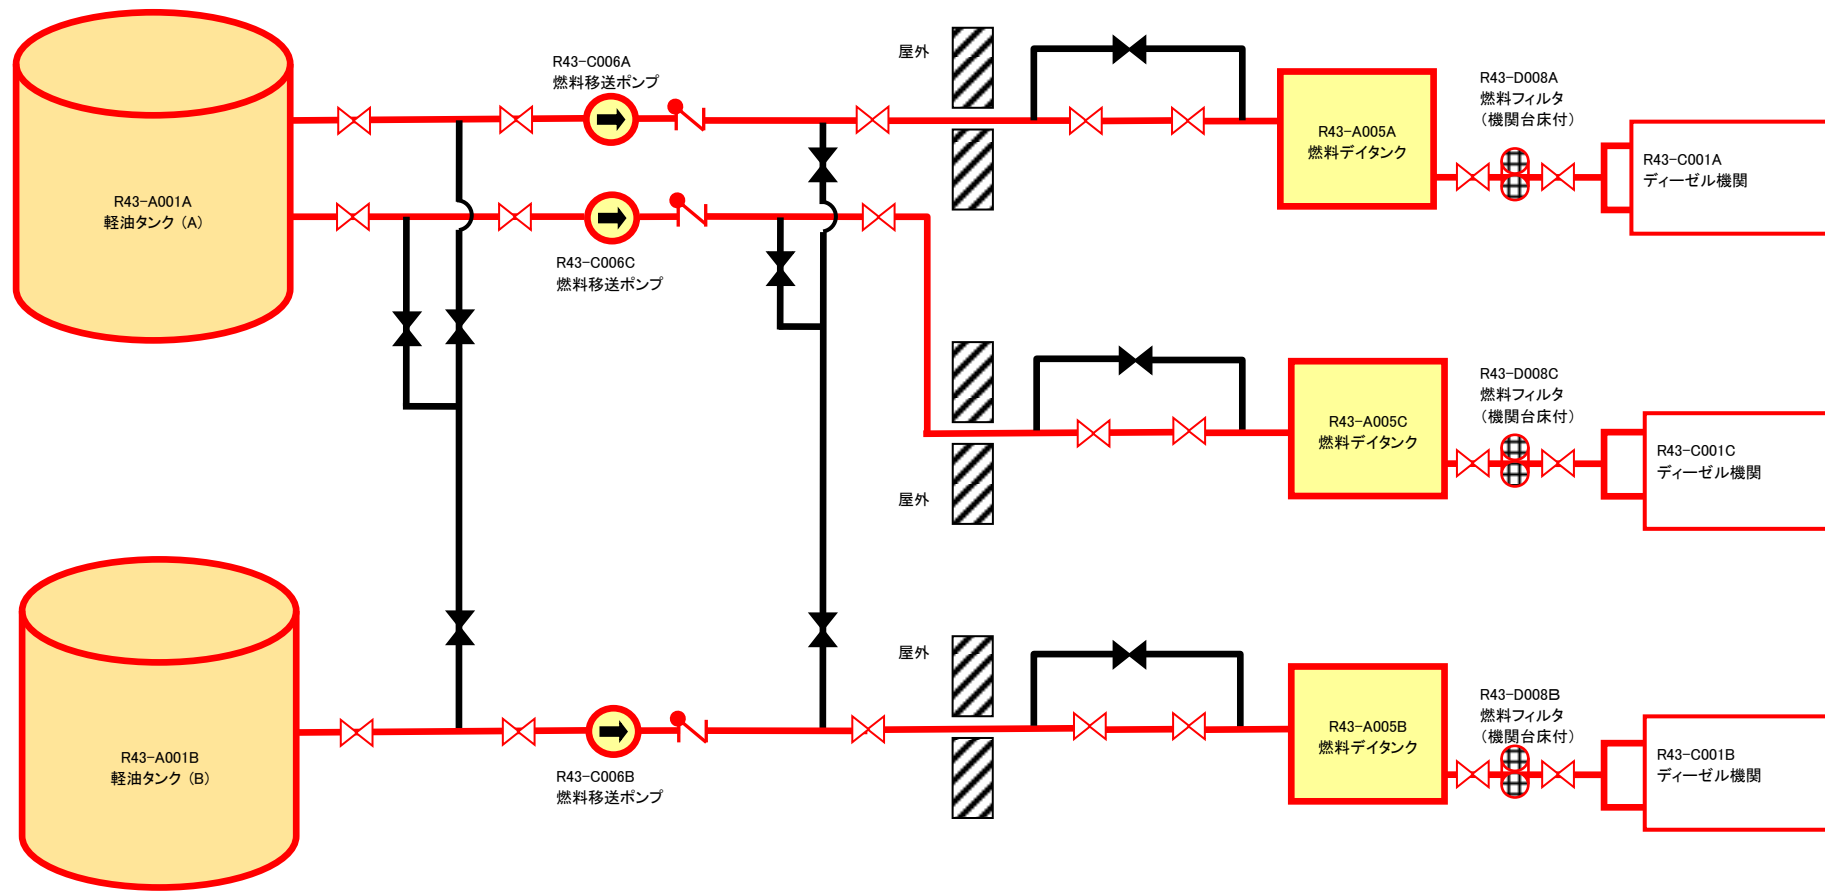 R43-C006A
燃料移送ポンプ
屋外
R43-D008A
燃料フィルタ
（機関台床付）
R43-A005A
燃料デイタンク
R43-C001A
ディーゼル機関
R43-A001A
軽油タンク（A）
R43-C006C
燃料移送ポンプ
R43-D008C
燃料フィルタ
（機関台床付）
R43-A005C
燃料デイタンク
R43-C001C
ディーゼル機関
屋外
屋外
R43-D008B
燃料フィルタ
（機関台床付）
R43-A005B
燃料デイタンク
R43-C001B
ディーゼル機関
R43-A001B
軽油タンク（B）
R43-C006B
燃料移送ポンプ